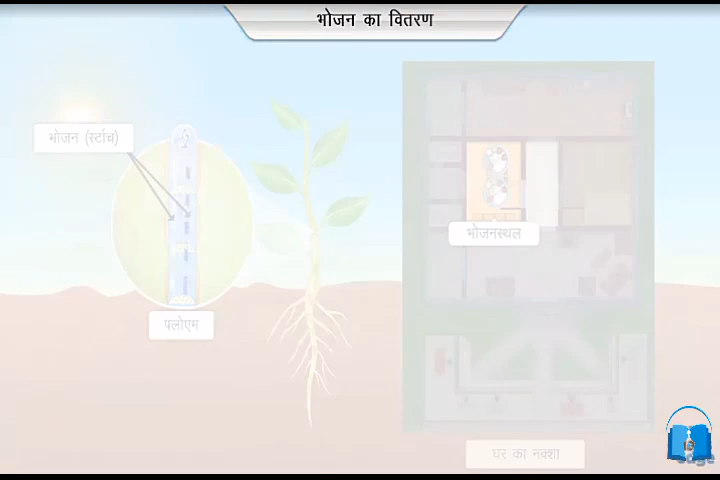 भोजन का वितरण
भोजन (स्टार्च)
भोजनस्थल
फ्लोएम
घर का नक्शा